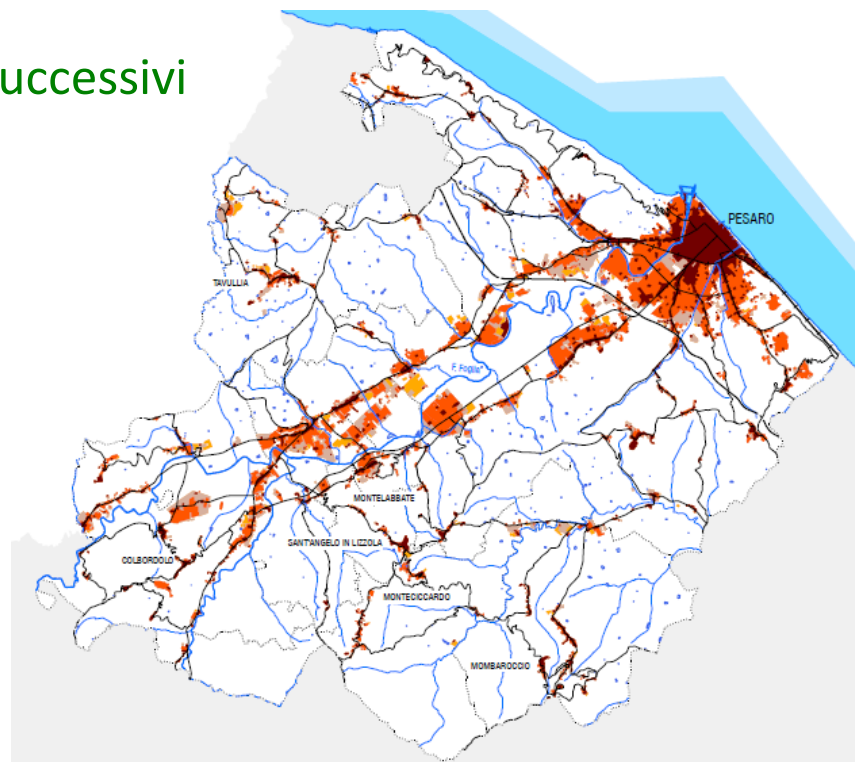 uccessivi
PESARO
TAVULLIA
F. Foglia
MONTELABBATE
SANT'ANGELO IN LIZZOLA
COLBORDOLO
MONTECICCARDO
MOMBAROCCIO